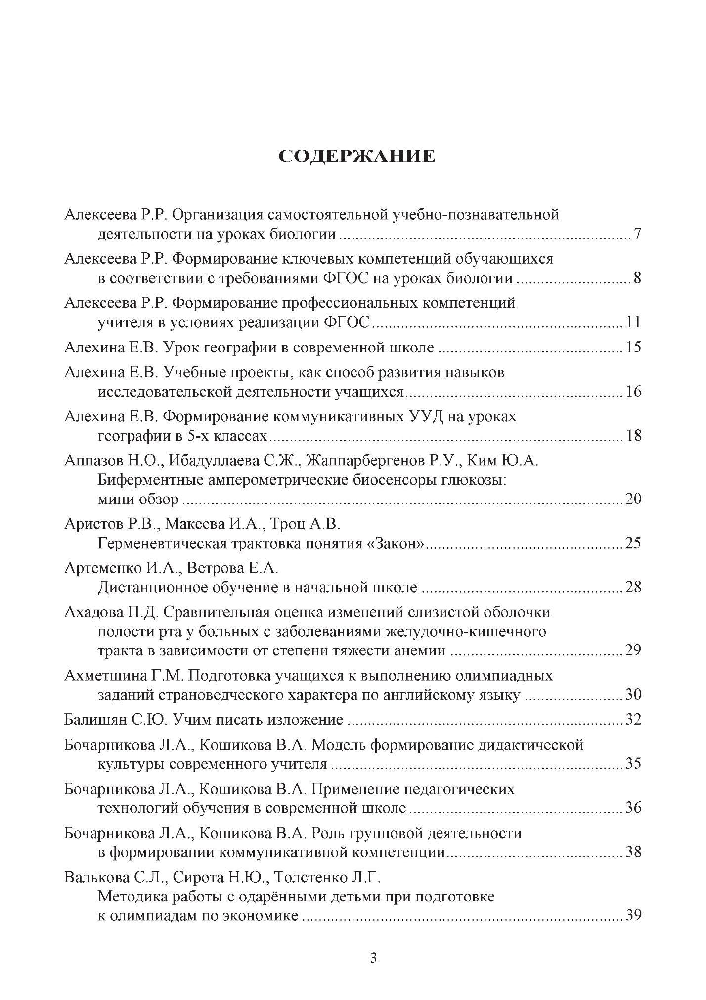 СОДЕРЖАНИЕ
Алексеева Р.Р. Организация самостоятельной учебно-познавательной
деятельности на уроках биологии ........ 7
Алексеева Р.Р. Формирование ключевых компетенций обучающихся
в соответствии с требованиями ФГОС на уроках биологии ........ 8
Алексеева Р.Р. Формирование профессиональных компетенций
учителя в условиях реализации ФГОС ........ 11
Алехина Е.В. Урок географии в современной школе ........ 15
Алехина Е.В. Учебные проекты, как способ развития навыков
исследовательской деятельности учащихся ........ 16
Алехина Е.В. Формирование коммуникативных УУД на уроках
географии в 5-х классах ........ 18
Аппазов Н.О., Ибадуллаева С.Ж., Жаппарбергенов Р.У., Ким Ю.А.
Биферментные амперометрические биосенсоры глюкозы:
мини обзор ........ 20
Аристов Р.В., Макеева И.А., Троц А.В.
Герменевтическая трактовка понятия «Закон» ........ 25
Артеменко И.А., Ветрова Е.А.
Дистанционное обучение в начальной школе ........ 28
Ахадова П.Д. Сравнительная оценка изменений слизистой оболочки
полости рта у больных с заболеваниями желудочно-кишечного
тракта в зависимости от степени тяжести анемии ........ 29
Ахметшина Г.М. Подготовка учащихся к выполнению олимпиадных
заданий страноведческого характера по английскому языку ........ 30
Балишян С.Ю. Учим писать изложение ........ 32
Бочарникова Л.А., Кошикова В.А. Модель формирование дидактической
культуры современного учителя ........ 35
Бочарникова Л.А., Кошикова В.А. Применение педагогических
технологий обучения в современной школе ........ 36
Бочарникова Л.А., Кошикова В.А. Роль групповой деятельности
в формировании коммуникативной компетенции ........ 38
Валькова С.Л., Сирота Н.Ю., Толстенко Л.Г.
Методика работы с одарёнными детьми при подготовке
к олимпиадам по экономике ........ 39
3